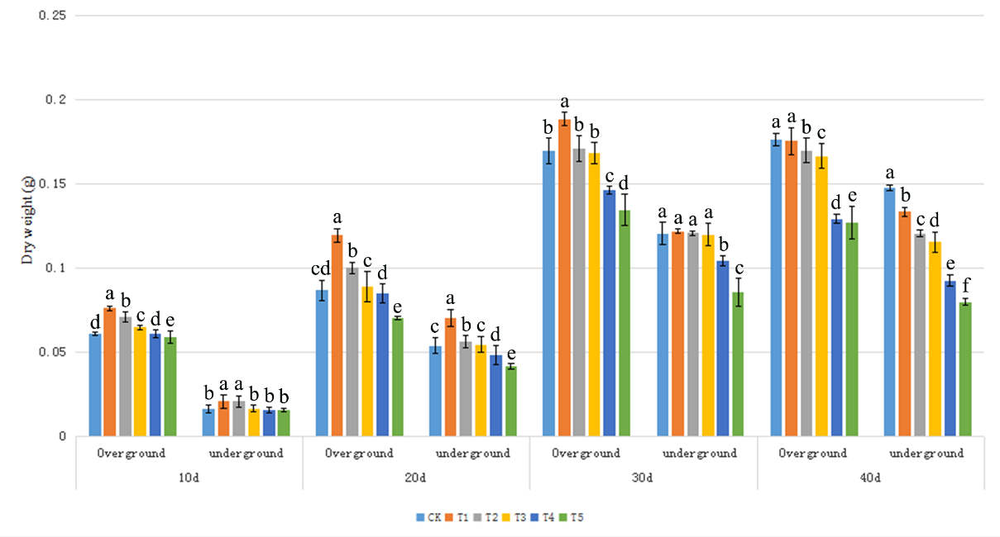 0.25
0.2
a
b b b
a a b c
c d
0.15
a
d e
b
a a a a
a
c d
b
cd b c d
0.1
e
c
f
a
a b c d e
d
e
c b c d
e
0.05
b a a b b b
0
Dry weight (g)
Overground underground Overground underground Overground underground Overground underground
10d 20d 30d 40d
CK T1 T2 T3 T4 T5